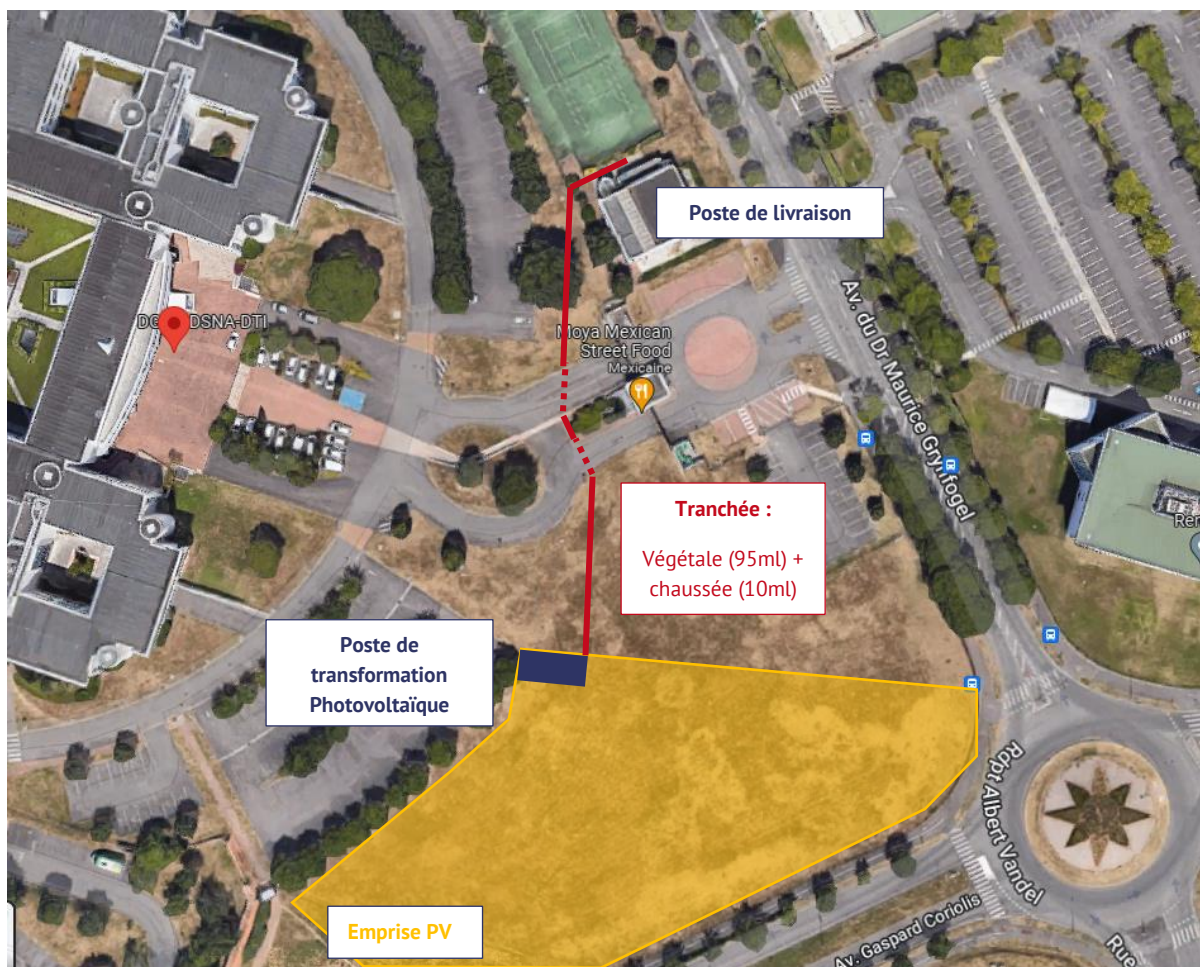 Poste de livraison
DSNA-DTI
Moya Mexican
Street Food
Mexicaine
Av. du Dr Maurice Grynfogel
Tranchée :
Végétale (95ml) +
chaussée (10ml)
Poste de
transformation
Photovoltaïque
Rdpt Albert Vandel
Emprise PV
Av. Gaspard Coriolis
Rue